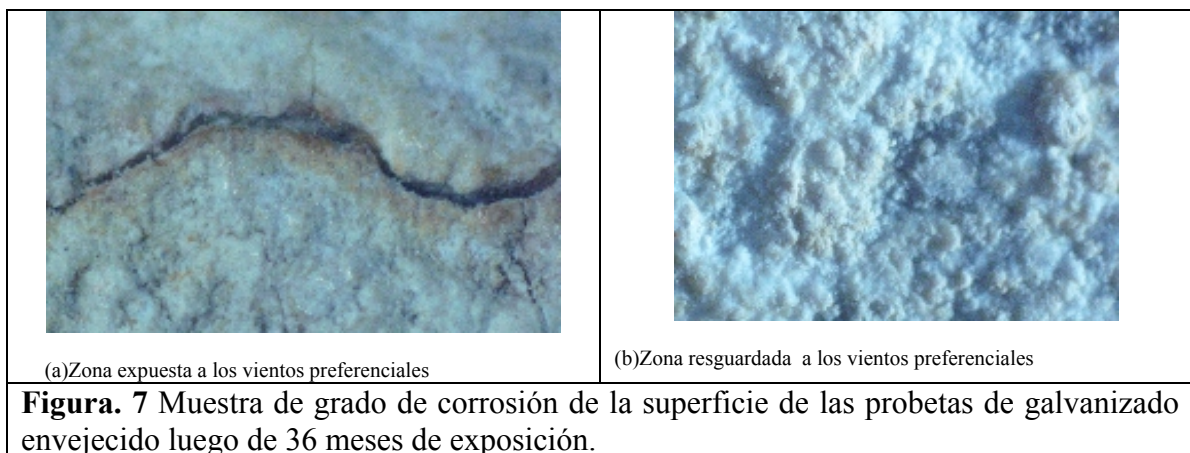 (a)Zona expuesta a los vientos preferenciales
(b)Zona resguardada a los vientos preferenciales
Figura. 7 Muestra de grado de corrosión de la superficie de las probetas de galvanizado
envejecido luego de 36 meses de exposición.